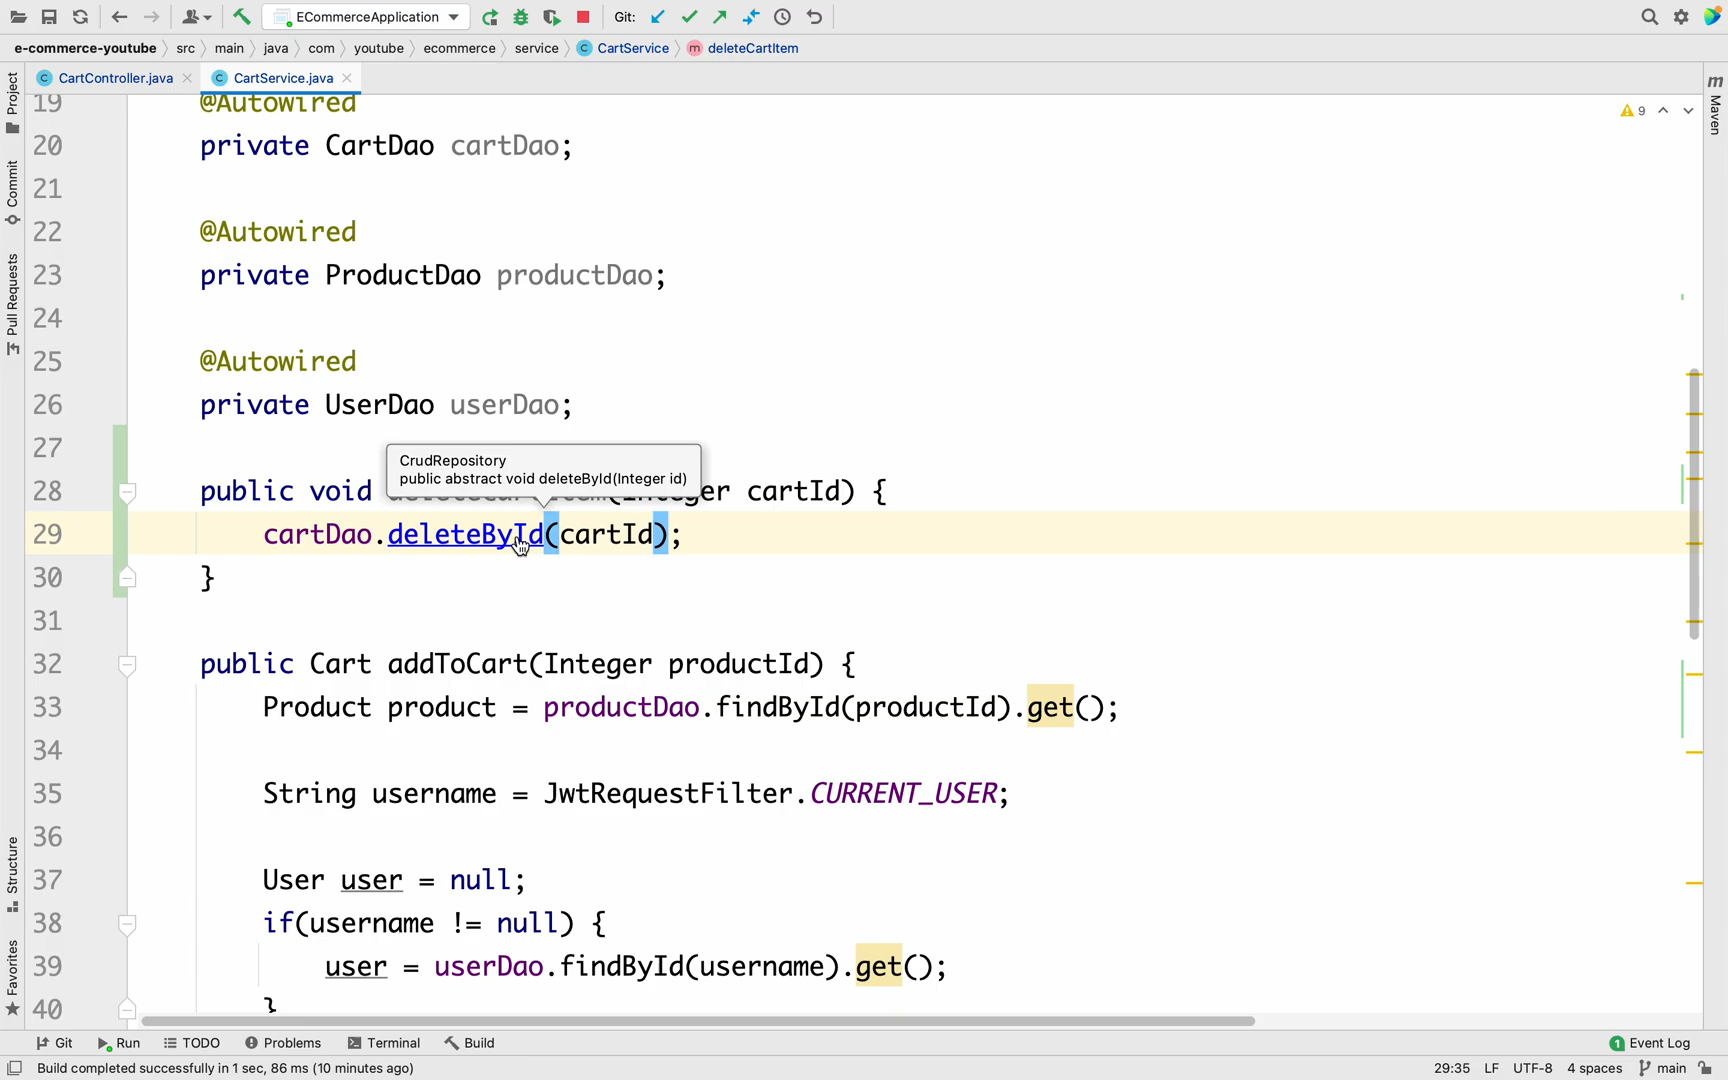 ECommerceApplication Git:
e-commerce-youtube src main java com youtube ecommerce service CartService deleteCartItem
CartController.java CartService.java
Project
Commit
Pull Requests
Structure
Favorites
Maven
9
19 @Autowired
20 private CartDao cartDao;
21
22 @Autowired
23 private ProductDao productDao;
24
25 @Autowired
26 private UserDao userDao;
27
CrudRepository
public abstract void deleteById(Integer id)
28 public void deleteCartItem(Integer cartId) {
29 cartDao.deleteById(cartId);
30 }
31
32 public Cart addToCart(Integer productId) {
33 Product product = productDao.findById(productId).get();
34
35 String username = JwtRequestFilter.CURRENT_USER;
36
37 User user = null;
38 if(username != null) {
39 user = userDao.findById(username).get();
40 }
Git Run TODO Problems Terminal Build 1 Event Log
Build completed successfully in 1 sec, 86 ms (10 minutes ago) 29:35 LF UTF-8 4 spaces main